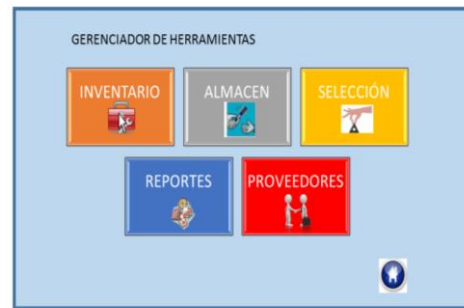 GERENCIADOR DE HERRAMIENTAS
INVENTARIO
ALMACEN
SELECCIÓN
REPORTES
PROVEEDORES